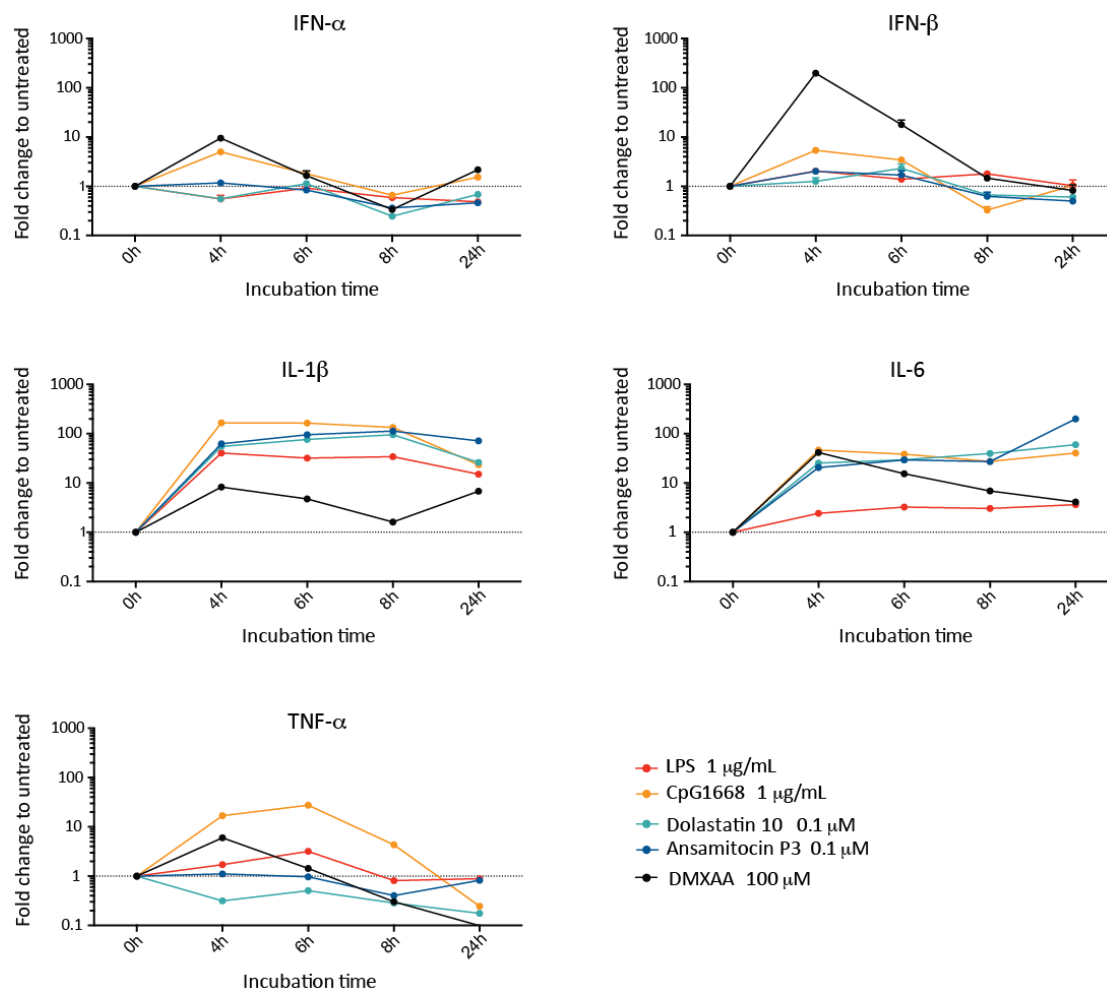 IFN-α
Fold change to untreated
1000
100
10
1
0.1
0h
4h
6h
8h
24h
Incubation time
IFN-β
Fold change to untreated
1000
100
10
1
0.1
0h
4h
6h
8h
24h
Incubation time
IL-1β
Fold change to untreated
1000
100
10
1
0.1
0h
4h
6h
8h
24h
Incubation time
IL-6
Fold change to untreated
1000
100
10
1
0.1
0h
4h
6h
8h
24h
Incubation time
TNF-α
Fold change to untreated
1000
100
10
1
0.1
0h
4h
6h
8h
24h
Incubation time
LPS 1 μg/mL
CpG1668 1 μg/mL
Dolastatin 10 0.1 μM
Ansamitocin P3 0.1 μM
DMXAA 100 μM